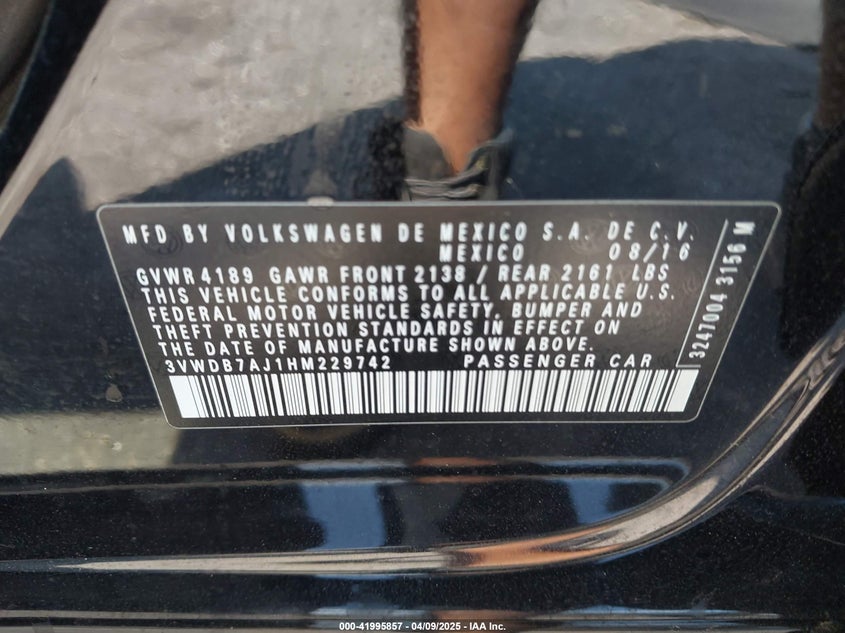 MFD BY VOLKSWAGEN DE MEXICO S.A. DE C.V.
MEXICO 08/16
GVWR 4189 GAWR FRONT 2138 / REAR 2161 LBS
THIS VEHICLE CONFORMS TO ALL APPLICABLE U.S.
FEDERAL MOTOR VEHICLE SAFETY, BUMPER AND
THEFT PREVENTION STANDARDS IN EFFECT ON
THE DATE OF MANUFACTURE SHOWN ABOVE.
3VWDB7AJ1HM229742 PASSENGER CAR
3247004 3156 M
000-41995857 - 04/09/2025 - IAA Inc.